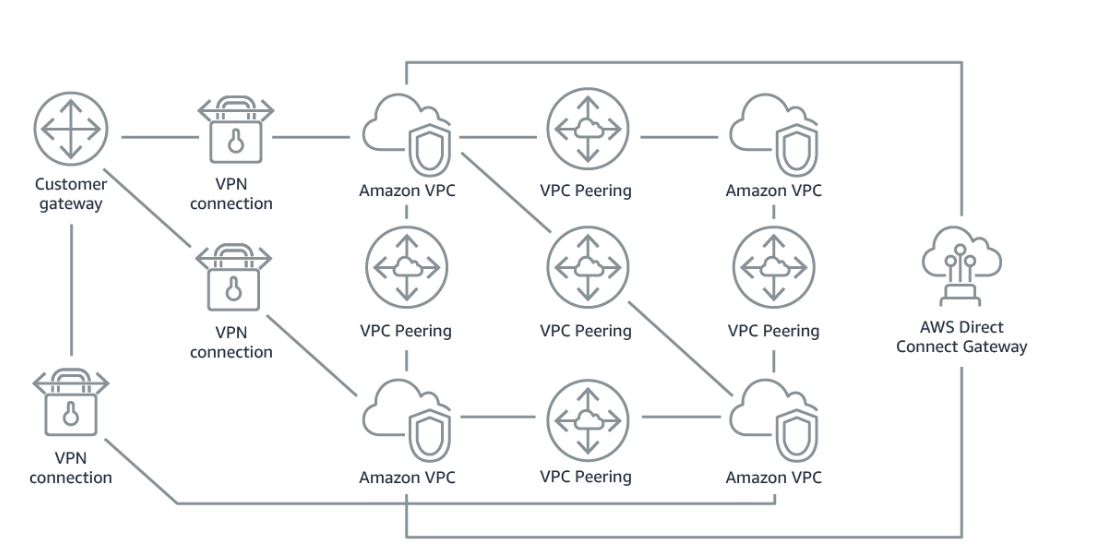 Customer
gateway
VPN
connection
Amazon VPC
VPC Peering
Amazon VPC
VPN
connection
VPC Peering
VPC Peering
VPC Peering
AWS Direct
Connect Gateway
VPN
connection
Amazon VPC
VPC Peering
Amazon VPC